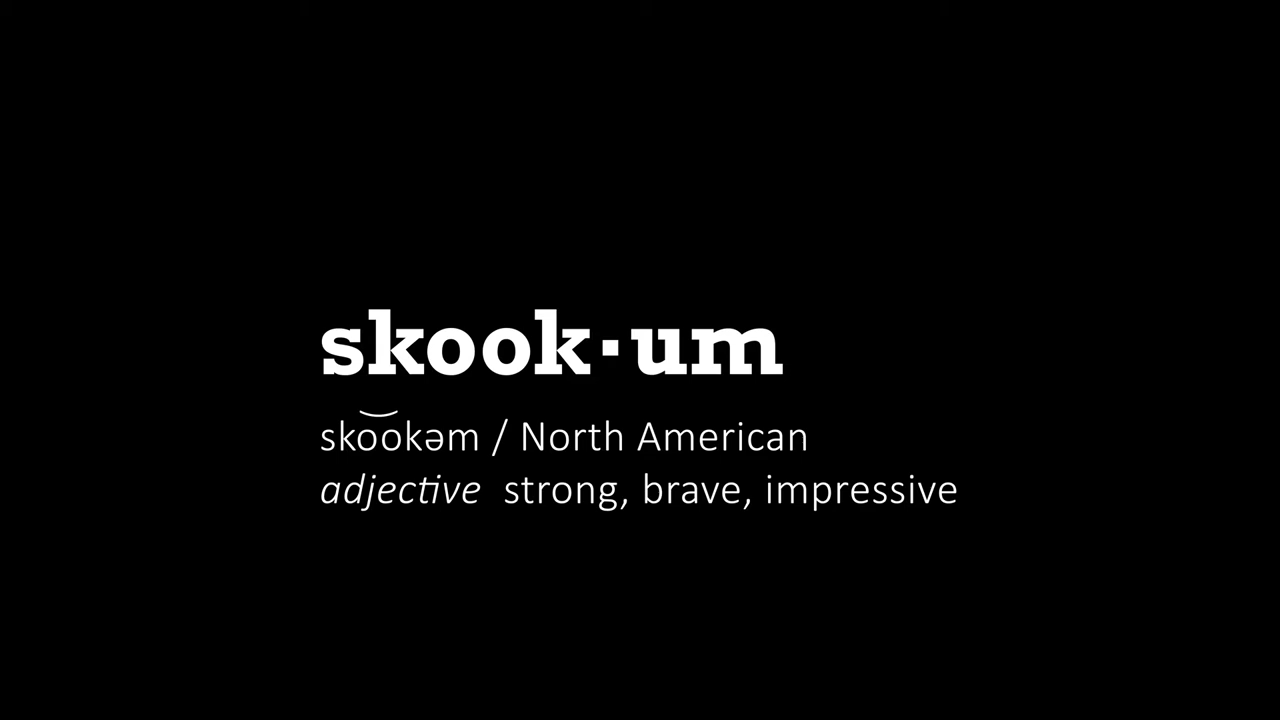 skook·um
sko͝okəm / North American
adjective strong, brave, impressive